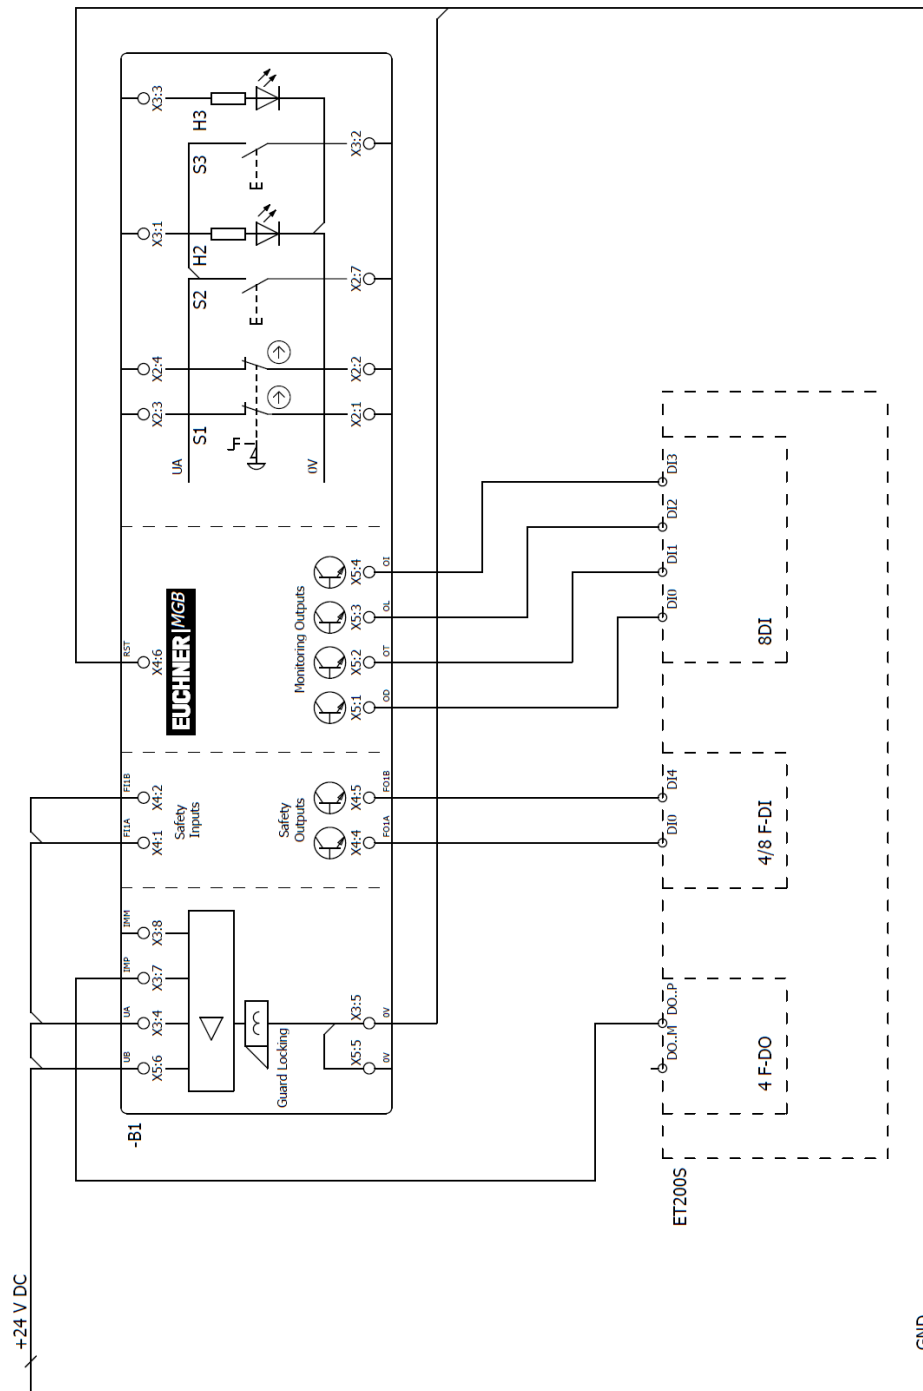 +24 V DC
GND
-B1
UB
X5:6
UA
X3:4
IMP
X3:7
IMM
X3:8
Guard Locking
X5:5
0V
X3:5
0V
FI1A
X4:1
FI1B
X4:2
Safety
Inputs
Safety
Outputs
X4:4
FO1A
X4:5
FO1B
RST
X4:6
EUCHNER|MGB
Monitoring Outputs
X5:1
OD
X5:2
OT
X5:3
OL
X5:4
OI
UA
0V
S1
X2:3
X2:4
X2:1
X2:2
S2
X2:7
H2
X3:1
S3
X3:2
H3
X3:3
ET200S
4 F-DO
DO..M
DO..P
4/8 F-DI
DI0
DI4
8DI
DI0
DI1
DI2
DI3